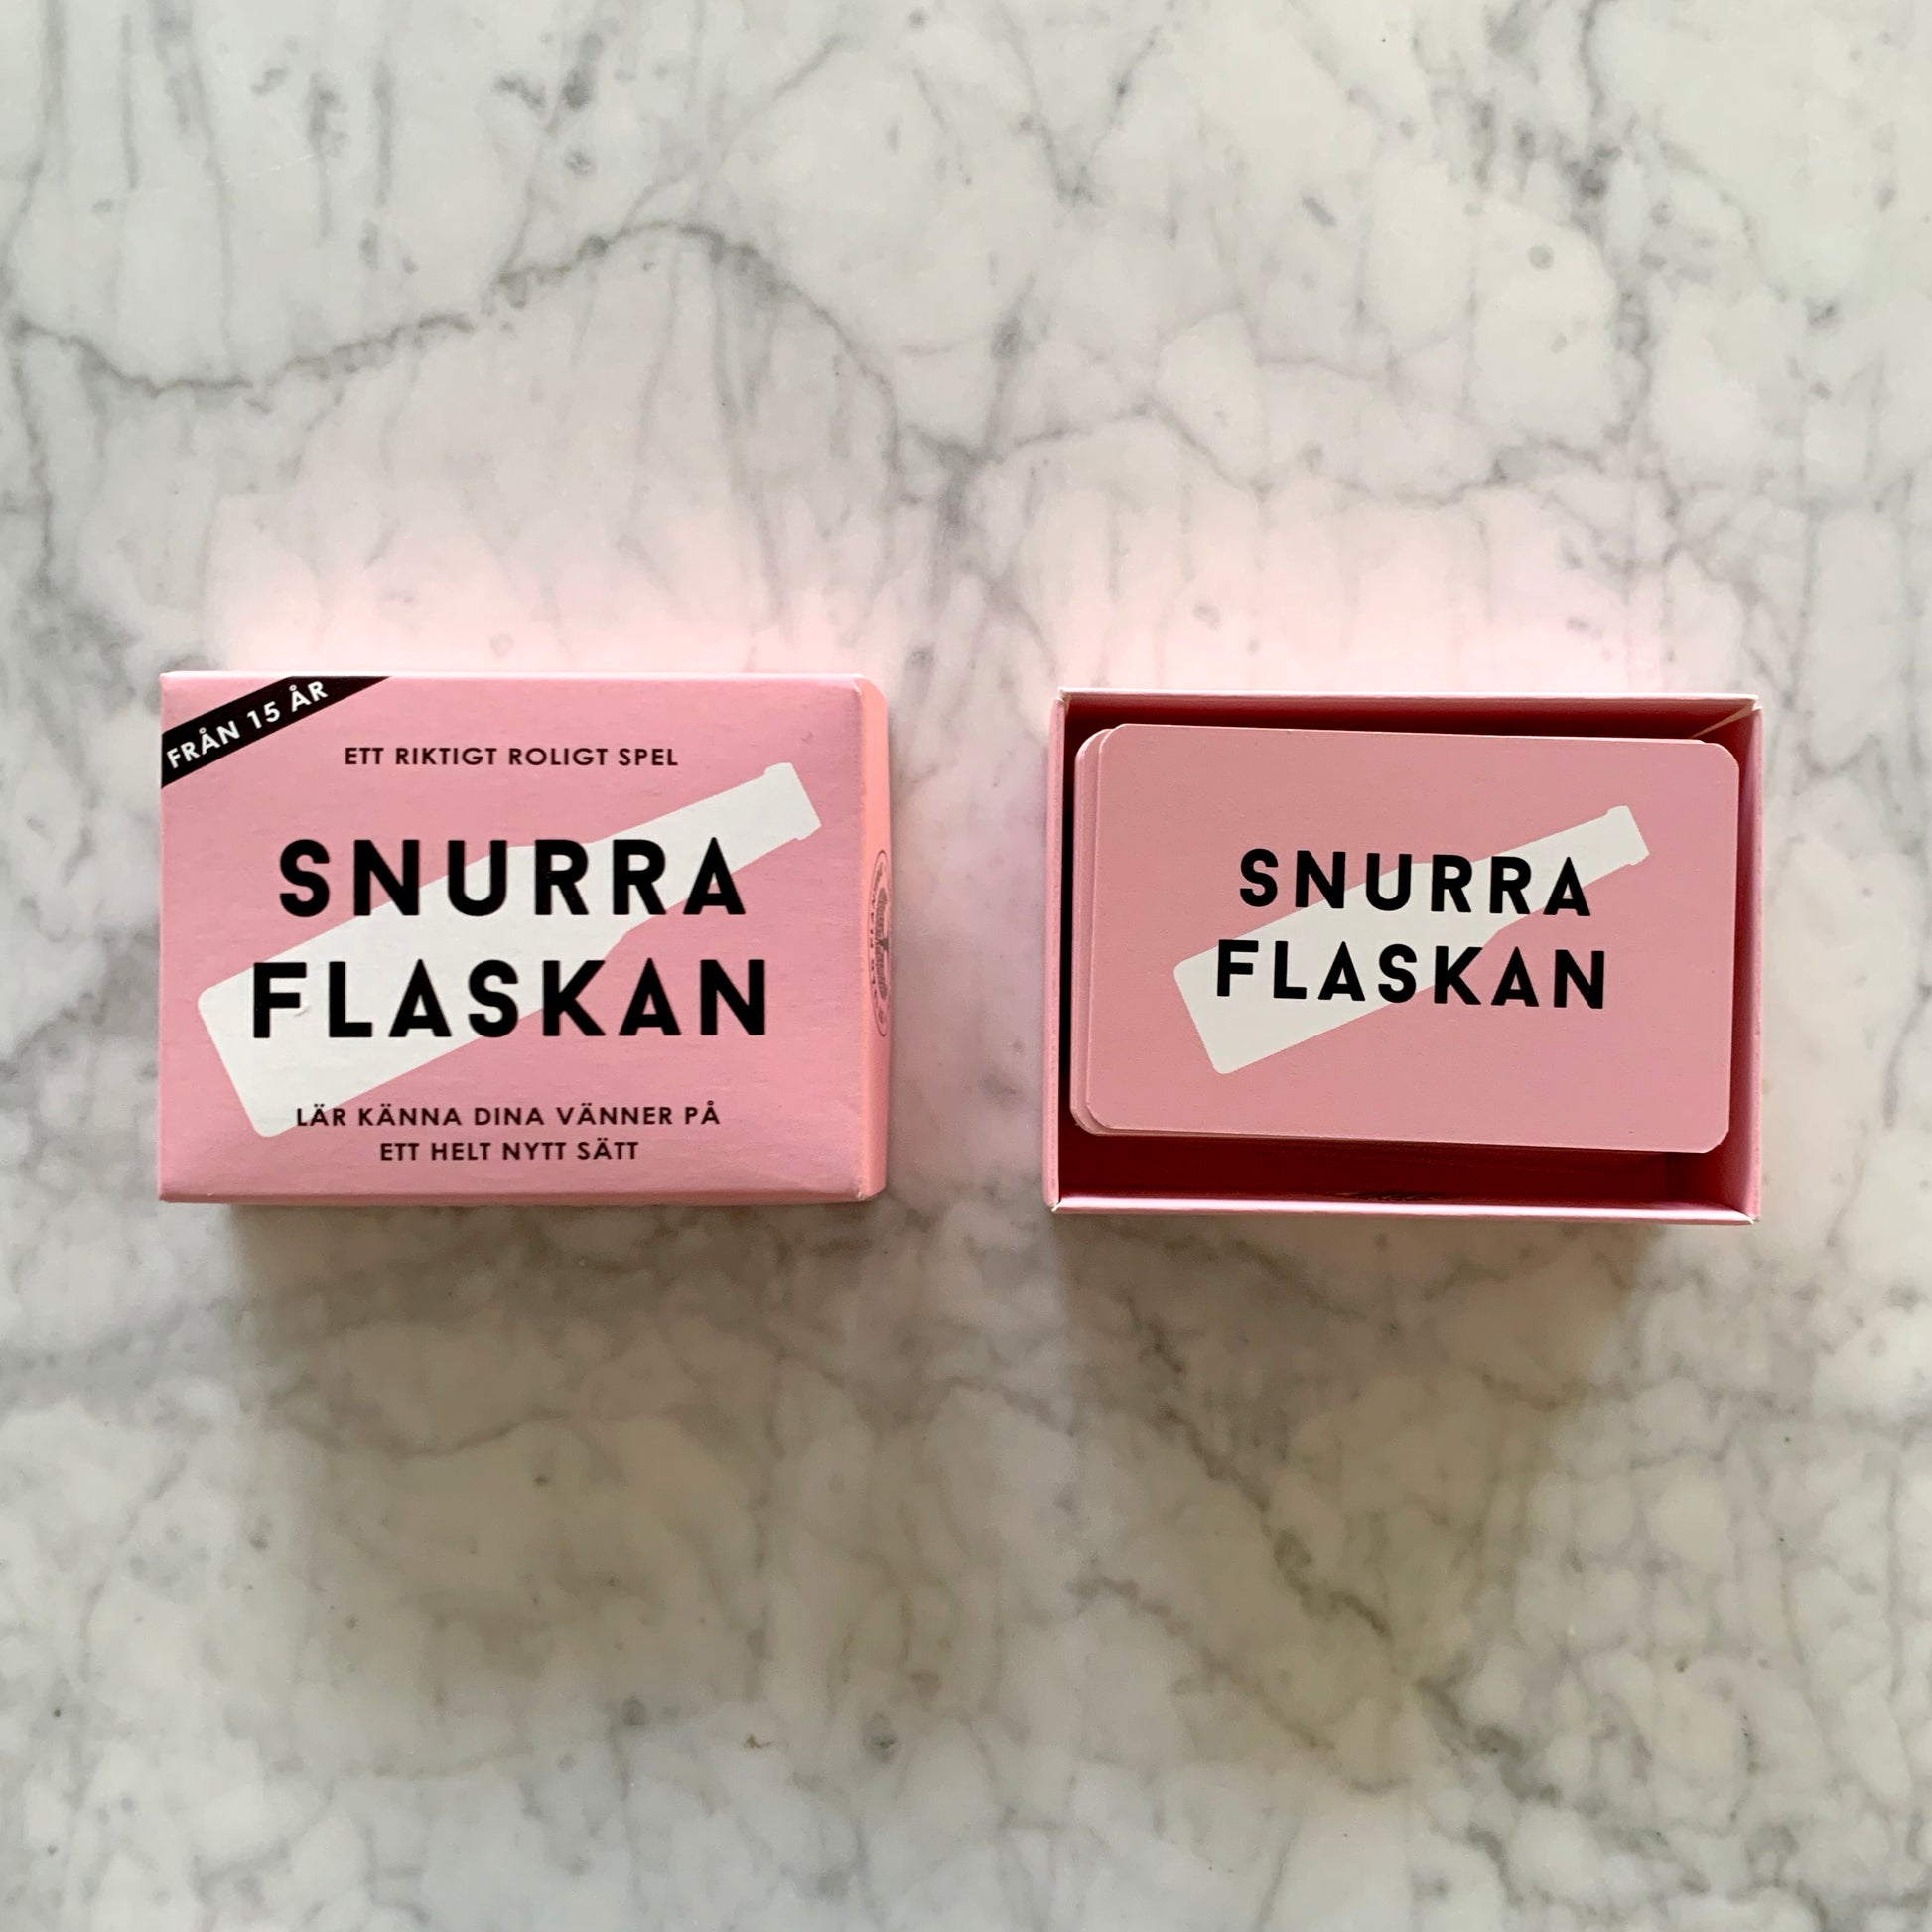 FRÅN 15 ÅR
ETT RIKTIGT ROLIGT SPEL
SNURRA
FLASKAN
LÄR KÄNNA DINA VÄNNER PÅ
ETT HELT NYTT SÄTT
SNURRA
FLASKAN